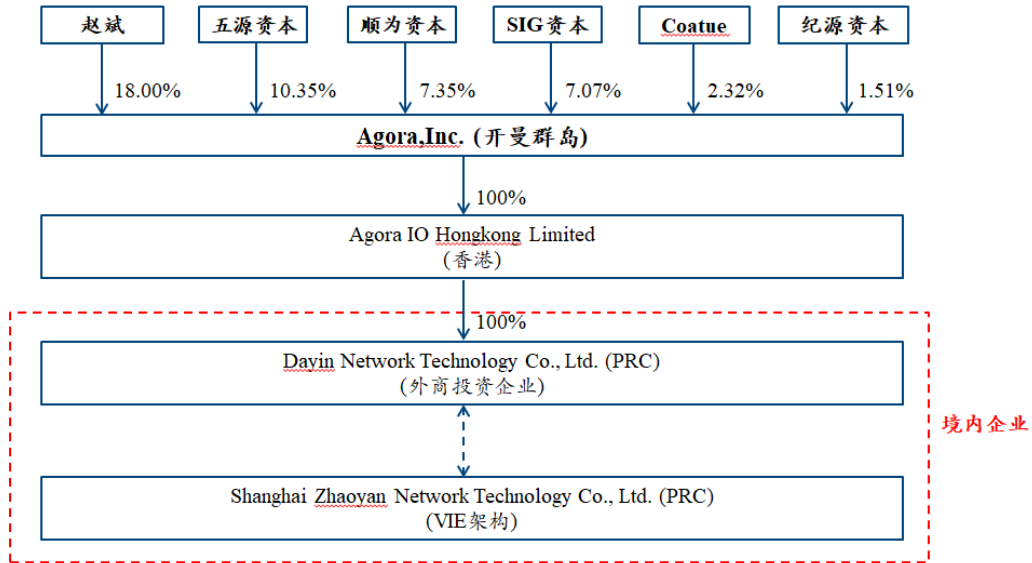 赵斌
五源资本
顺为资本
SIG资本
Coatue
纪源资本
18.00%
10.35%
7.35%
7.07%
2.32%
1.51%
Agora,Inc. (开曼群岛)
100%
Agora IO Hongkong Limited
(香港)
100%
Dayin Network Technology Co., Ltd. (PRC)
(外商投资企业)
境内企业
Shanghai Zhaoyan Network Technology Co., Ltd. (PRC)
(VIE架构)